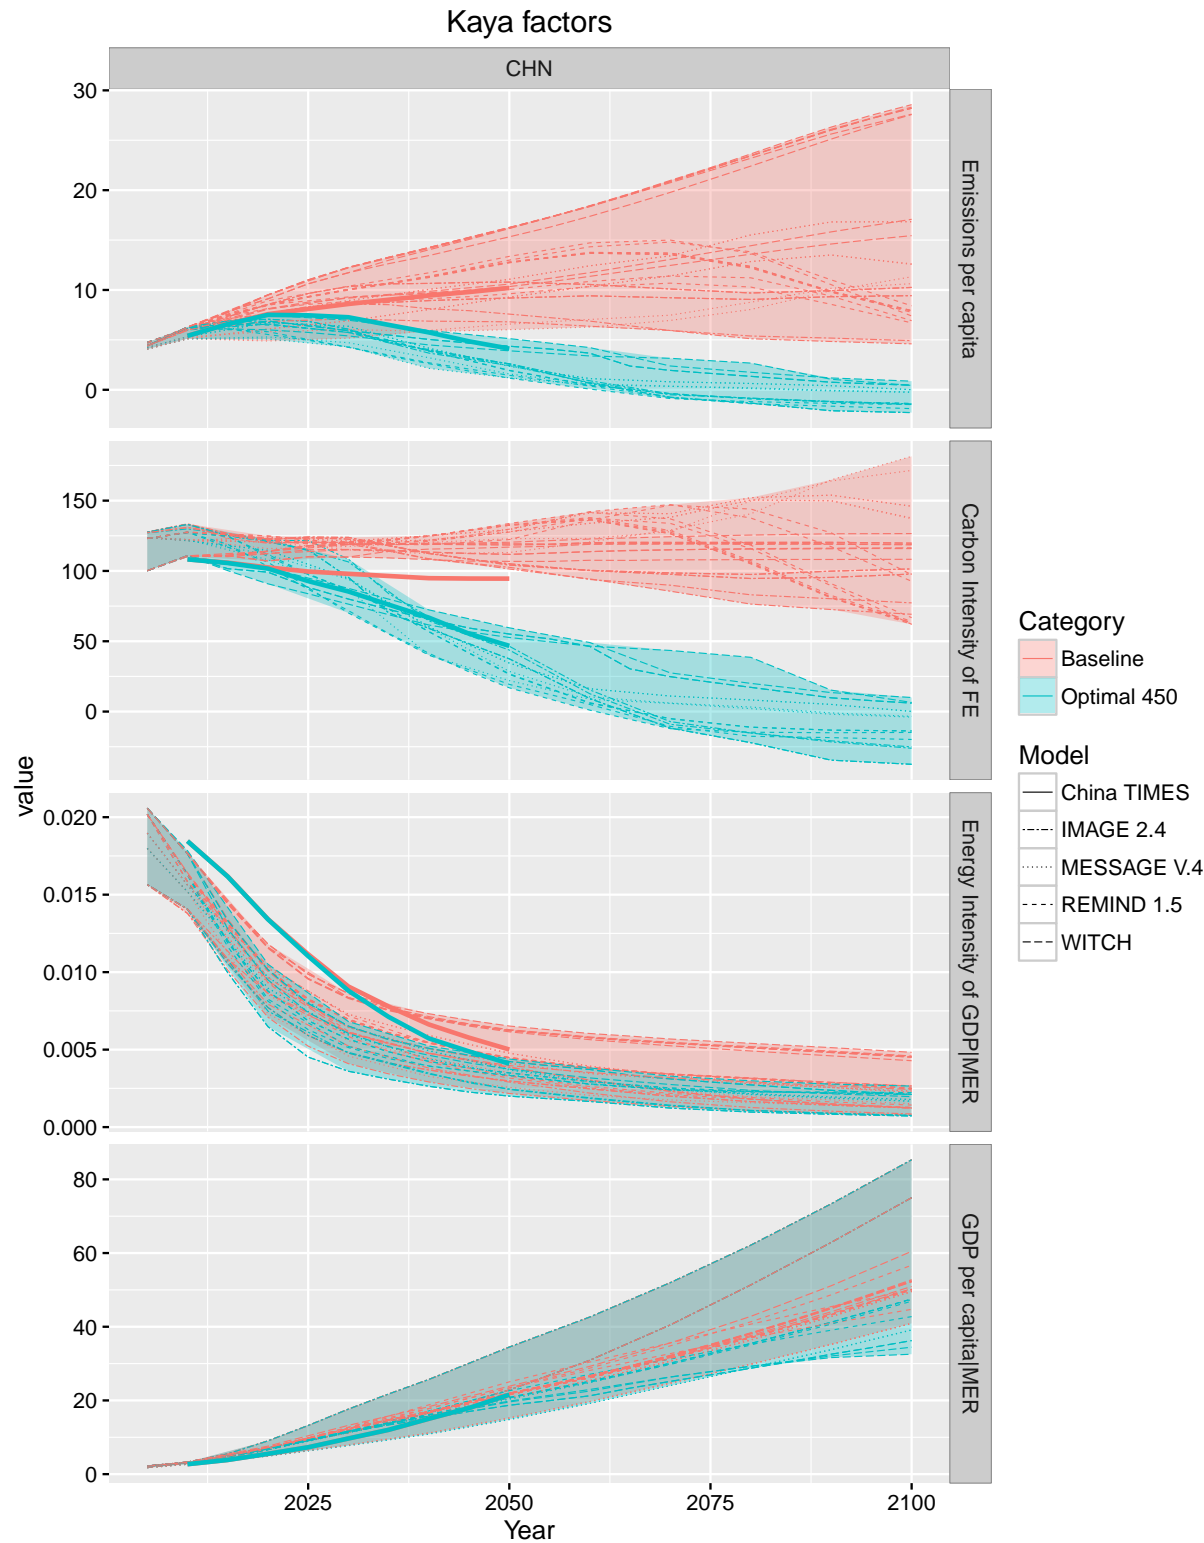 Kaya factors
CHN
30
20
10
0
Emissions per capita
150
100
50
0
Carbon Intensity of FE
0.020
0.015
0.010
0.005
0.000
Energy Intensity of GDP|MER
80
60
40
20
0
GDP per capita|MER
value
2025
2050
2075
2100
Year
Category
Baseline
Optimal 450
Model
China TIMES
IMAGE 2.4
MESSAGE V.4
REMIND 1.5
WITCH